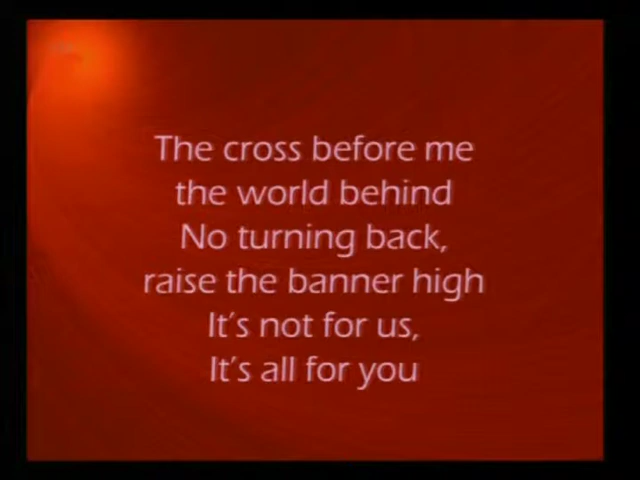 The cross before me
the world behind
No turning back,
raise the banner high
It's not for us,
It's all for you